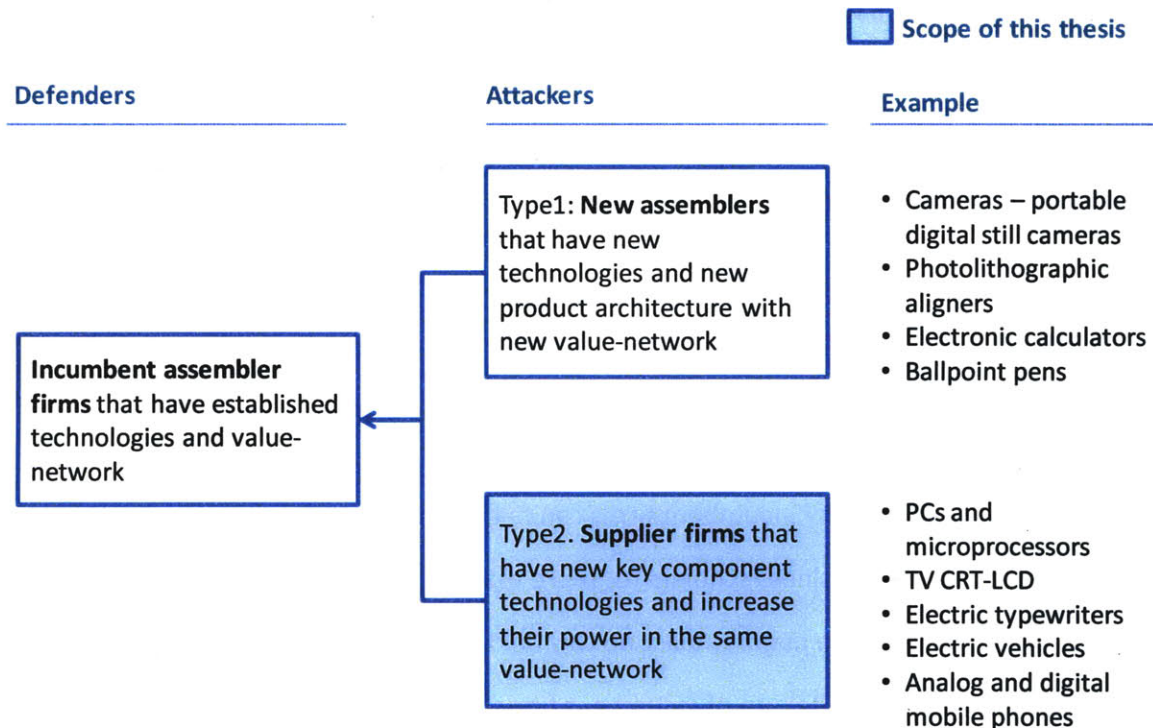 Scope of this thesis
Defenders
Attackers
Example
Incumbent assembler
firms that have established
technologies and value-
network
Type1: New assemblers
that have new
technologies and new
product architecture with
new value-network
• Cameras – portable
digital still cameras
• Photolithographic
aligners
• Electronic calculators
• Ballpoint pens
Type2. Supplier firms that
have new key component
technologies and increase
their power in the same
value-network
• PCs and
microprocessors
• TV CRT-LCD
• Electric typewriters
• Electric vehicles
• Analog and digital
mobile phones